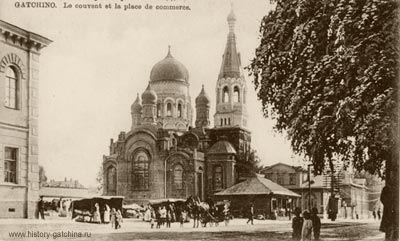 GATCHINO. Le couvent et la place de commerce.
www.history-gatchina.ru